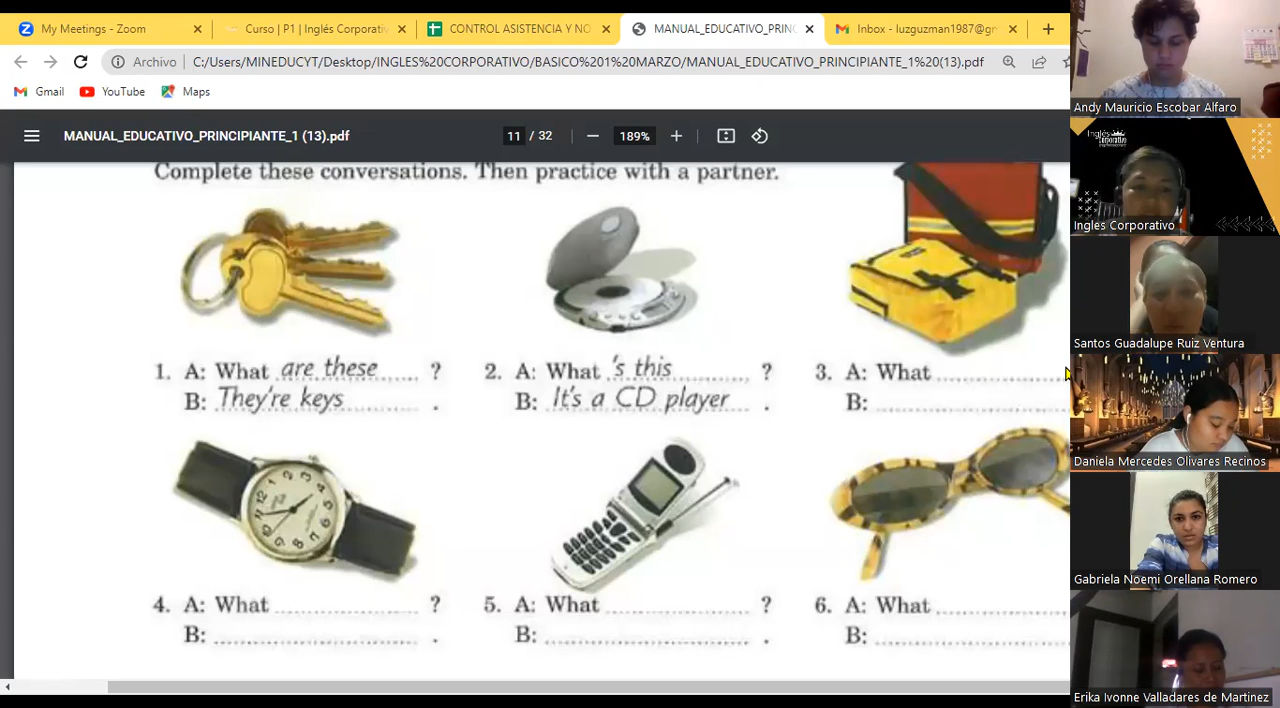 My Meetings - Zoom
Curso | P1 | Inglés Corporativ
CONTROL ASISTENCIA Y NO
MANUAL_EDUCATIVO_PRINC
Inbox - luzguzman1987@gn
Archivo
C:/Users/MINEDUCYT/Desktop/INGLES%20CORPORATIVO/BASICO%201%20MARZO/MANUAL_EDUCATIVO_PRINCIPIANTE_1%20(13).pdf
Gmail
YouTube
Maps
MANUAL_EDUCATIVO_PRINCIPIANTE_1 (13).pdf
11 / 32
189%
Complete these conversations. Then practice with a partner.
1. A: What are these ?
B: They're keys .
2. A: What 's this ?
B: It's a CD player .
3. A: What
B:
4. A: What ?
B: .
5. A: What ?
B: .
6. A: What
B:
Andy Mauricio Escobar Alfaro
Inglés
Corporativo
Ingles Corporativo
Santos Guadalupe Ruiz Ventura
Daniela Mercedes Olivares Recinos
Gabriela Noemi Orellana Romero
Erika Ivonne Valladares de Martinez